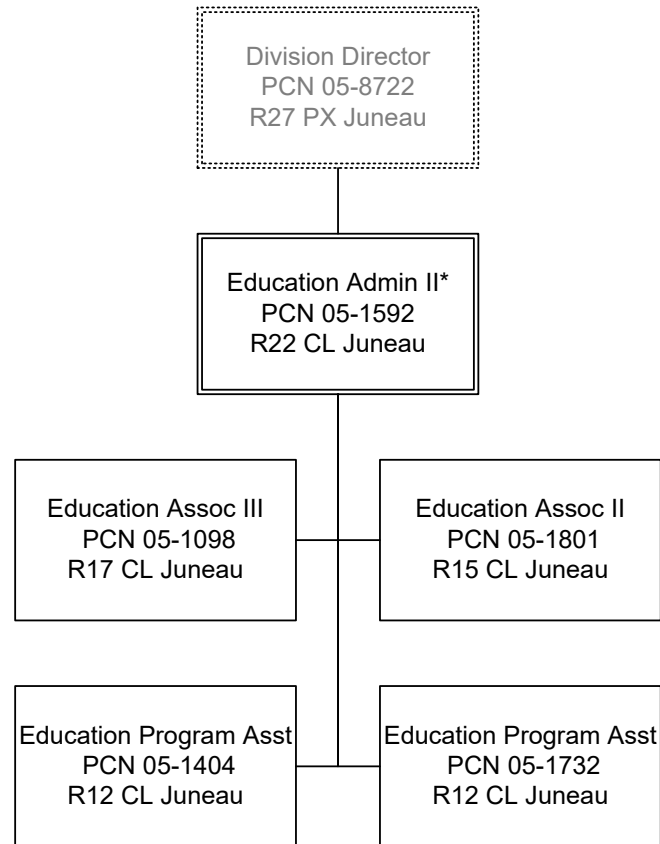 Division Director
PCN 05-8722
R27 PX Juneau
Education Admin II*
PCN 05-1592
R22 CL Juneau
Education Assoc III
PCN 05-1098
R17 CL Juneau
Education Assoc II
PCN 05-1801
R15 CL Juneau
Education Program Asst
PCN 05-1404
R12 CL Juneau
Education Program Asst
PCN 05-1732
R12 CL Juneau